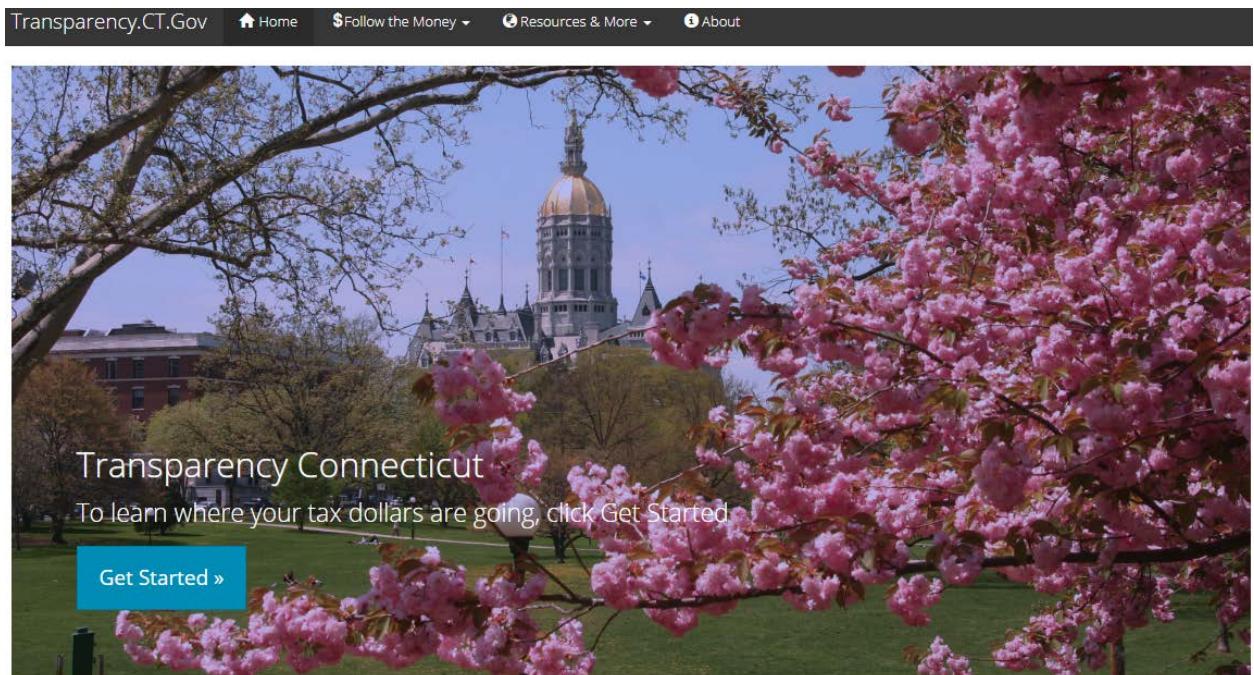 Transparency.CT.Gov Home $Follow the Money Resources & More About
Transparency Connecticut
To learn where your tax dollars are going, click Get Started
Get Started »